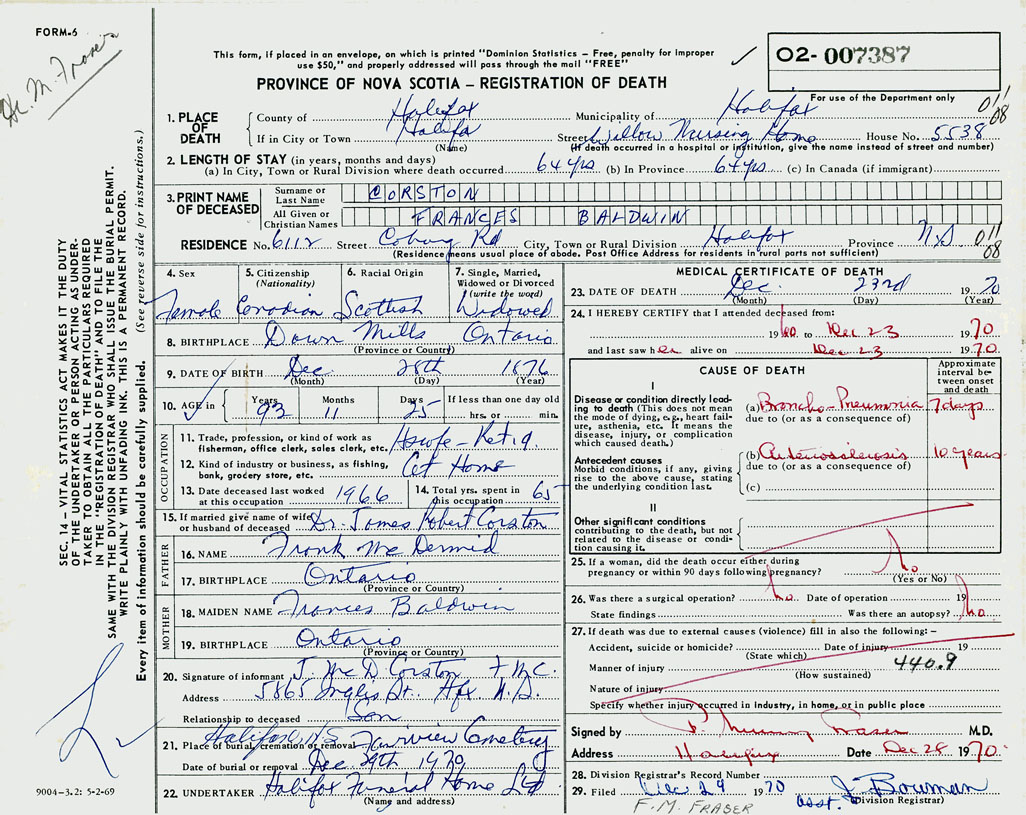 FORM-6
Dr. M. Fraser
This form, if placed in an envelope, on which is printed "Dominion Statistics – Free, penalty for improper
use $50," and properly addressed will pass through the mail "FREE"
O2- 007387
PROVINCE OF NOVA SCOTIA – REGISTRATION OF DEATH
For use of the Department only
011
08
1. PLACE OF DEATH County of Halifax Municipality of Halifax
If in City or Town Halifa Street Willow Nursing Home House No. 5538
(Name) (If death occurred in a hospital or institution, give the name instead of street and number)
2. LENGTH OF STAY (in years, months and days)
(a) In City, Town or Rural Division where death occurred 64 yrs (b) In Province 64 yrs (c) In Canada (if immigrant)
3. PRINT NAME OF DECEASED Surname or Last Name CORSTON
All Given or Christian Names FRANCES BALDWIN
RESIDENCE No. 6112 Street Coburg Rd City, Town or Rural Division Halifax Province N.S 011
08
(Residence means usual place of abode. Post Office Address for residents in rural parts not sufficient)
4. Sex Female
5. Citizenship (Nationality) Canadian
6. Racial Origin Scottish
7. Single, Married, Widowed or Divorced (write the word) Widowed
8. BIRTHPLACE Down Mills Ontario
(Province or Country)
9. DATE OF BIRTH Dec 28th 1876
(Month) (Day) (Year)
10. AGE in Years 93 Months 11 Days 25 If less than one day old hrs. or min.
OCCUPATION
11. Trade, profession, or kind of work as fisherman, office clerk, sales clerk, etc. Hswfe – Ret'd.
12. Kind of industry or business, as fishing, bank, grocery store, etc. At Home
13. Date deceased last worked at this occupation 1966
14. Total yrs. spent in this occupation 65
15. If married give name of wife or husband of deceased Dr. James Robert Corston
FATHER
16. NAME Frank McDermid
17. BIRTHPLACE Ontario
(Province or Country)
MOTHER
18. MAIDEN NAME Frances Baldwin
19. BIRTHPLACE Ontario
(Province or Country)
20. Signature of informant J. McD Corston
Address 5865 Inglis St. Hfx N.S.
Relationship to deceased Son
21. Place of burial, cremation or removal Halifax, N.S Fairview Cemetery
Date of burial or removal Dec 29th 1970
22. UNDERTAKER Halifax Funeral Home Ltd
(Name and address)
MEDICAL CERTIFICATE OF DEATH
23. DATE OF DEATH Dec. 23rd 1970
(Month) (Day) (Year)
24. I HEREBY CERTIFY that I attended deceased from:
1960 to Dec 23 1970
and last saw her alive on Dec 23 1970.
CAUSE OF DEATH
Approximate interval between onset and death
I
Disease or condition directly leading to death (This does not mean the mode of dying, e.g., heart failure, asthenia, etc. It means the disease, injury, or complication which caused death.)
(a) Broncho-Pneumonia 7 days
due to (or as a consequence of)
Antecedent causes
Morbid conditions, if any, giving rise to the above cause, stating the underlying condition last.
(b) Arteriosclerosis 10 years
due to (or as a consequence of)
(c)
II
Other significant conditions
contributing to the death, but not related to the disease or condition causing it.
25. If a woman, did the death occur either during
pregnancy or within 90 days following pregnancy? No
(Yes or No)
26. Was there a surgical operation? no Date of operation 19
State findings Was there an autopsy? no
27. If death was due to external causes (violence) fill in also the following: –
Accident, suicide or homicide? Date of injury 19
(State which)
Manner of injury 440.9
(How sustained)
Nature of injury
Specify whether injury occurred in industry, in home, or in public place
Signed by F. Murray Fraser M.D.
Address Halifax Date Dec 28 1970.
28. Division Registrar's Record Number
29. Filed Dec 29 1970 asst. J. Bowman
(Division Registrar)
F.M. FRASER
SEC. 14 – VITAL STATISTICS ACT MAKES IT THE DUTY
OF THE UNDERTAKER OR PERSON ACTING AS UNDER-
TAKER TO OBTAIN ALL THE PARTICULARS REQUIRED
IN THE "REGISTRATION OF DEATH" AND TO FILE THE
SAME WITH THE DIVISION REGISTRAR WHO SHALL ISSUE THE BURIAL PERMIT.
WRITE PLAINLY WITH UNFADING INK. THIS IS A PERMANENT RECORD.
Every item of information should be carefully supplied. (See reverse side for instructions.)
9004-3.2: 5-2-69